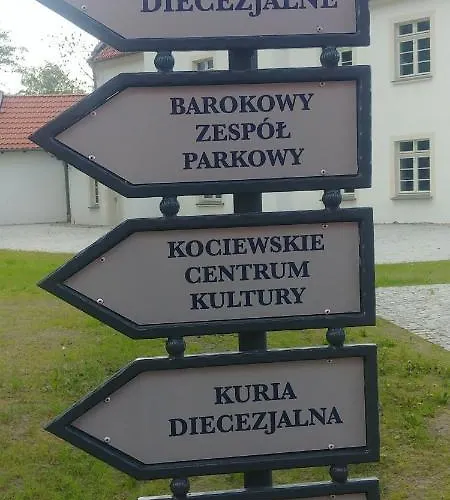 DIECEZJALNE
BAROKOWY
ZESPÓŁ
PARKOWY
KOCIEWSKIE
CENTRUM
KULTURY
KURIA
DIECEZJALNA